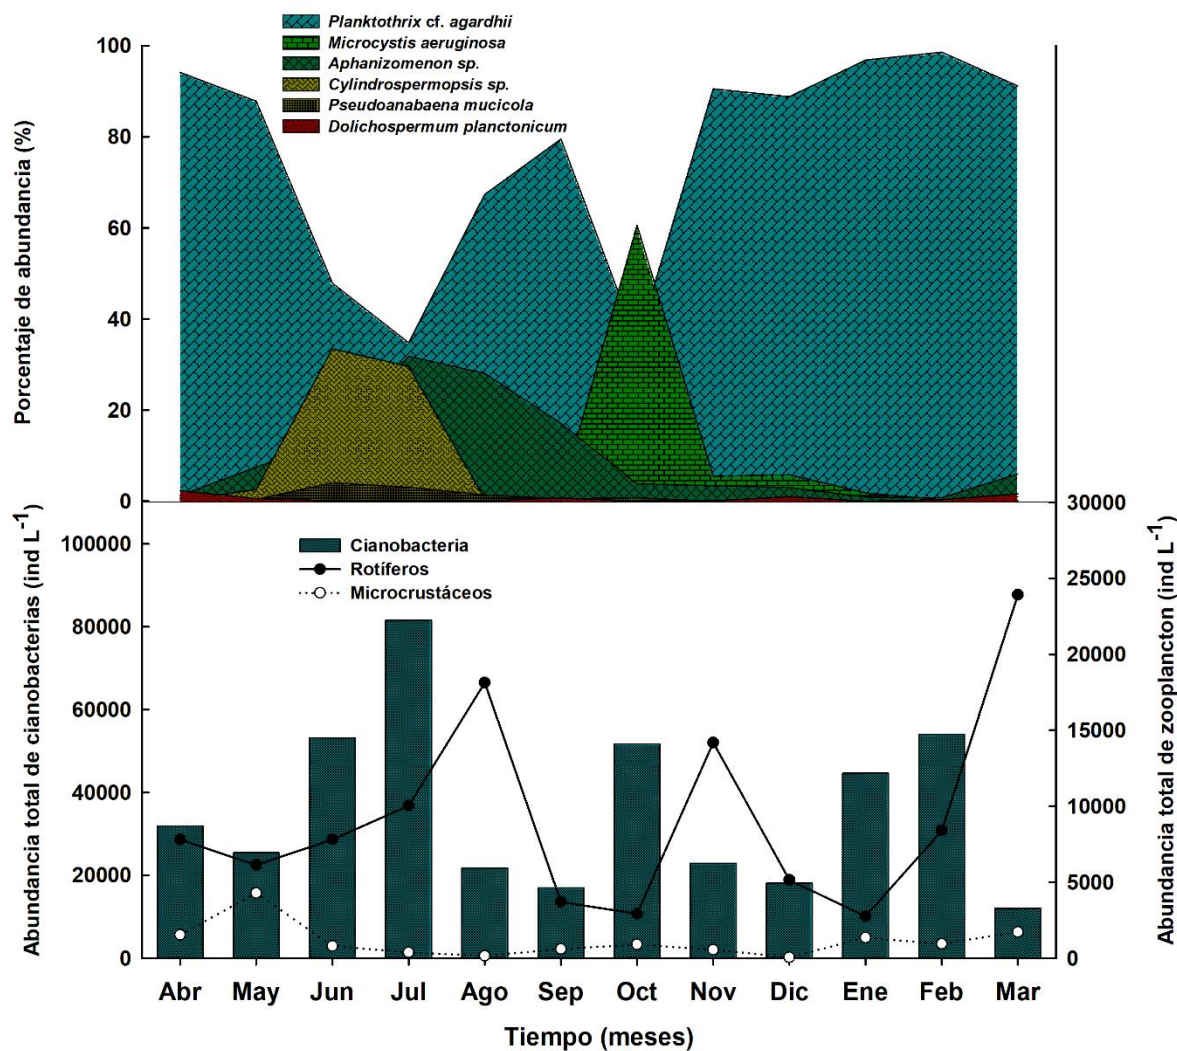 Planktothrix cf. agardhii
Microcystis aeruginosa
Aphanizomenon sp.
Cylindrospermopsis sp.
Pseudoanabaena mucicola
Dolichospermum planctonicum
Porcentaje de abundancia (%)
100
80
60
40
20
0
Abundancia total de cianobacterias (ind L-1)
100000
80000
60000
40000
20000
0
Cianobacteria
Rotíferos
Microcrustáceos
30000
25000
20000
15000
10000
5000
0
Abundancia total de zooplancton (ind L-1)
Abr May Jun Jul Ago Sep Oct Nov Dic Ene Feb Mar
Tiempo (meses)